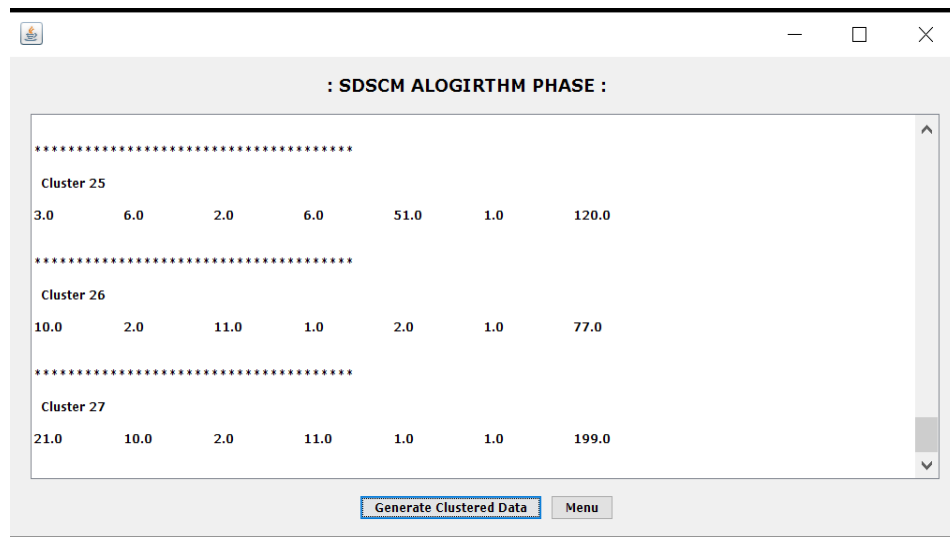 : SDSCM ALOGIRTHM PHASE :
**************************************
Cluster 25
3.0 6.0 2.0 6.0 51.0 1.0 120.0
**************************************
Cluster 26
10.0 2.0 11.0 1.0 2.0 1.0 77.0
**************************************
Cluster 27
21.0 10.0 2.0 11.0 1.0 1.0 199.0
Generate Clustered Data Menu